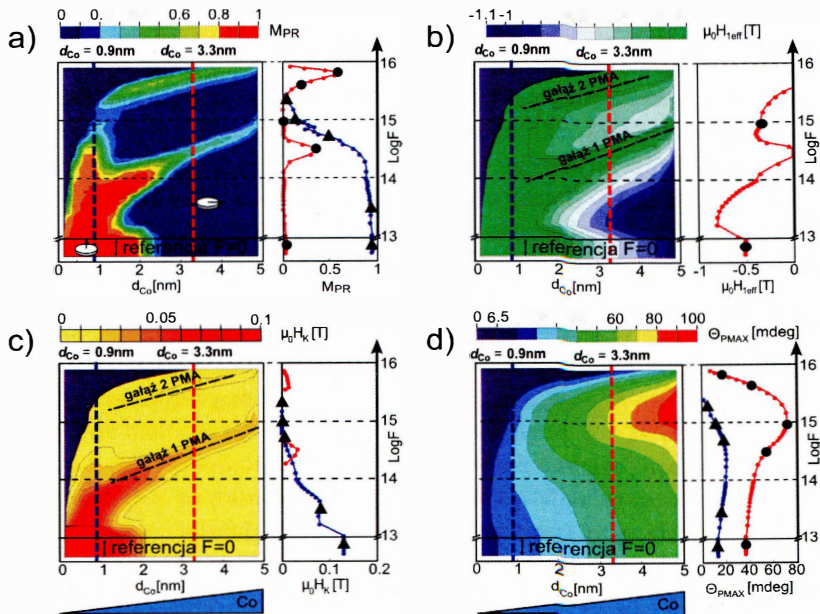 a)
0 0. 0.6 0.8 1 M_PR
d_Co = 0.9nm d_Co = 3.3nm
16
15
14
13
LogF
referencja F=0
0 1 2 3 4 5
d_Co[nm]
0 0.5 1
M_PR
b)
-1.1 -1 0 μ₀H_1eff[T]
d_Co = 0.9nm d_Co = 3.3nm
gałąź 2 PMA
gałąź 1 PMA
16
15
14
13
LogF
referencja F=0
0 1 2 3 4 5
d_Co[nm]
-1 -0.5 0
μ₀H_1eff[T]
c)
0 0.05 0.1
μ₀H_K [T]
d_Co = 0.9nm d_Co = 3.3nm
gałąź 2 PMA
gałąź 1 PMA
16
15
14
13
LogF
referencja F=0
0 1 2 3 4 5
d_Co[nm]
0 0.1 0.2
μ₀H_K [T]
Co
d)
0 6.5 60 80 100
Θ_PMAX [mdeg]
d_Co = 0.9nm d_Co = 3.3nm
16
15
14
13
LogF
referencja F=0
0 1 2 3 4 5
d_Co[nm]
0 20 40 60 80
Θ_PMAX [mdeg]
Co